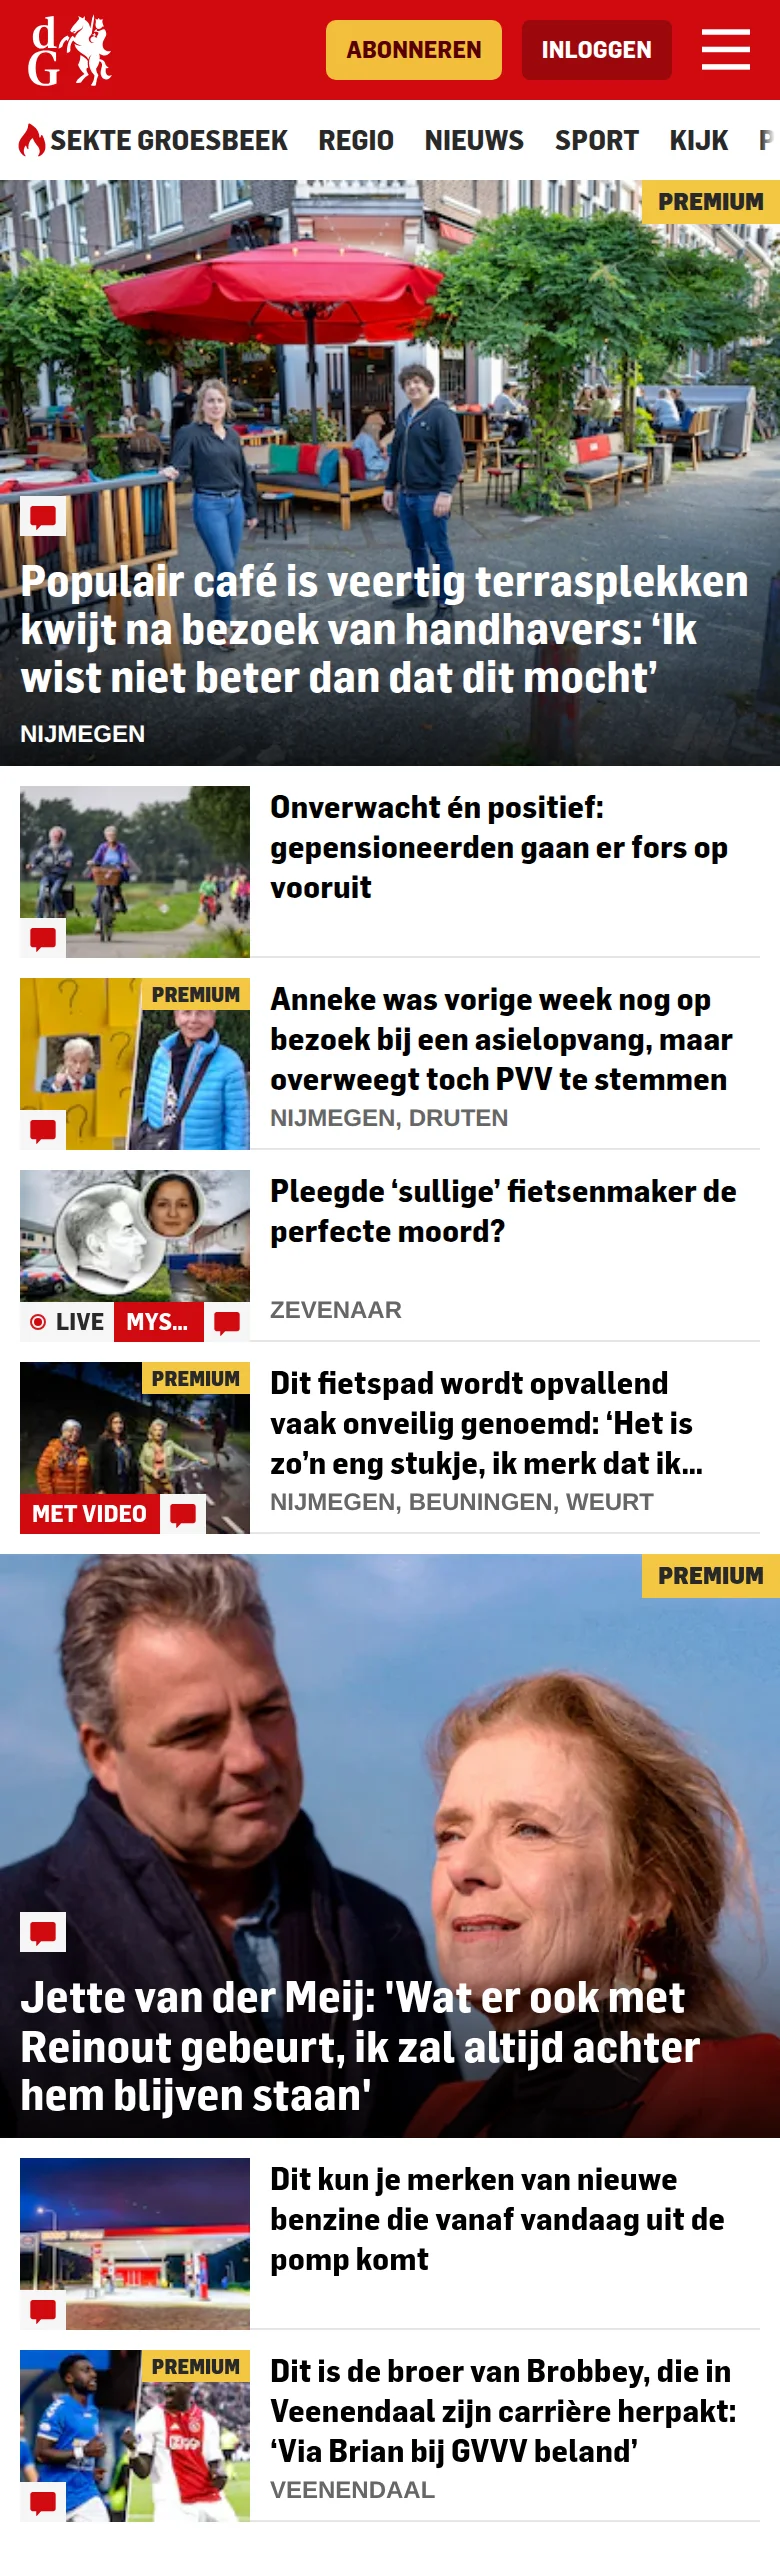 d
G
ABONNEREN
INLOGGEN
SEKTE GROESBEEK
REGIO
NIEUWS
SPORT
KIJK
PREMIUM
Populair café is veertig terrasplekken
kwijt na bezoek van handhavers: ‘Ik
wist niet beter dan dat dit mocht’
NIJMEGEN
Onverwacht én positief:
gepensioneerden gaan er fors op
vooruit
PREMIUM
Anneke was vorige week nog op
bezoek bij een asielopvang, maar
overweegt toch PVV te stemmen
NIJMEGEN, DRUTEN
Pleegde ‘sullige’ fietsenmaker de
perfecte moord?
LIVE
MYS...
ZEVENAAR
PREMIUM
Dit fietspad wordt opvallend
vaak onveilig genoemd: ‘Het is
zo’n eng stukje, ik merk dat ik...
MET VIDEO
NIJMEGEN, BEUNINGEN, WEURT
PREMIUM
Jette van der Meij: 'Wat er ook met
Reinout gebeurt, ik zal altijd achter
hem blijven staan'
Dit kun je merken van nieuwe
benzine die vanaf vandaag uit de
pomp komt
PREMIUM
Dit is de broer van Brobbey, die in
Veenendaal zijn carrière herpakt:
‘Via Brian bij GVVV beland’
VEENENDAAL